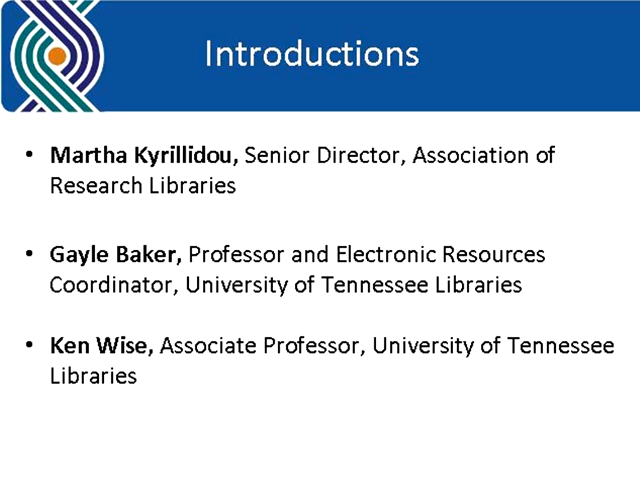 Introductions
• Martha Kyrillidou, Senior Director, Association of
Research Libraries
• Gayle Baker, Professor and Electronic Resources
Coordinator, University of Tennessee Libraries
• Ken Wise, Associate Professor, University of Tennessee
Libraries